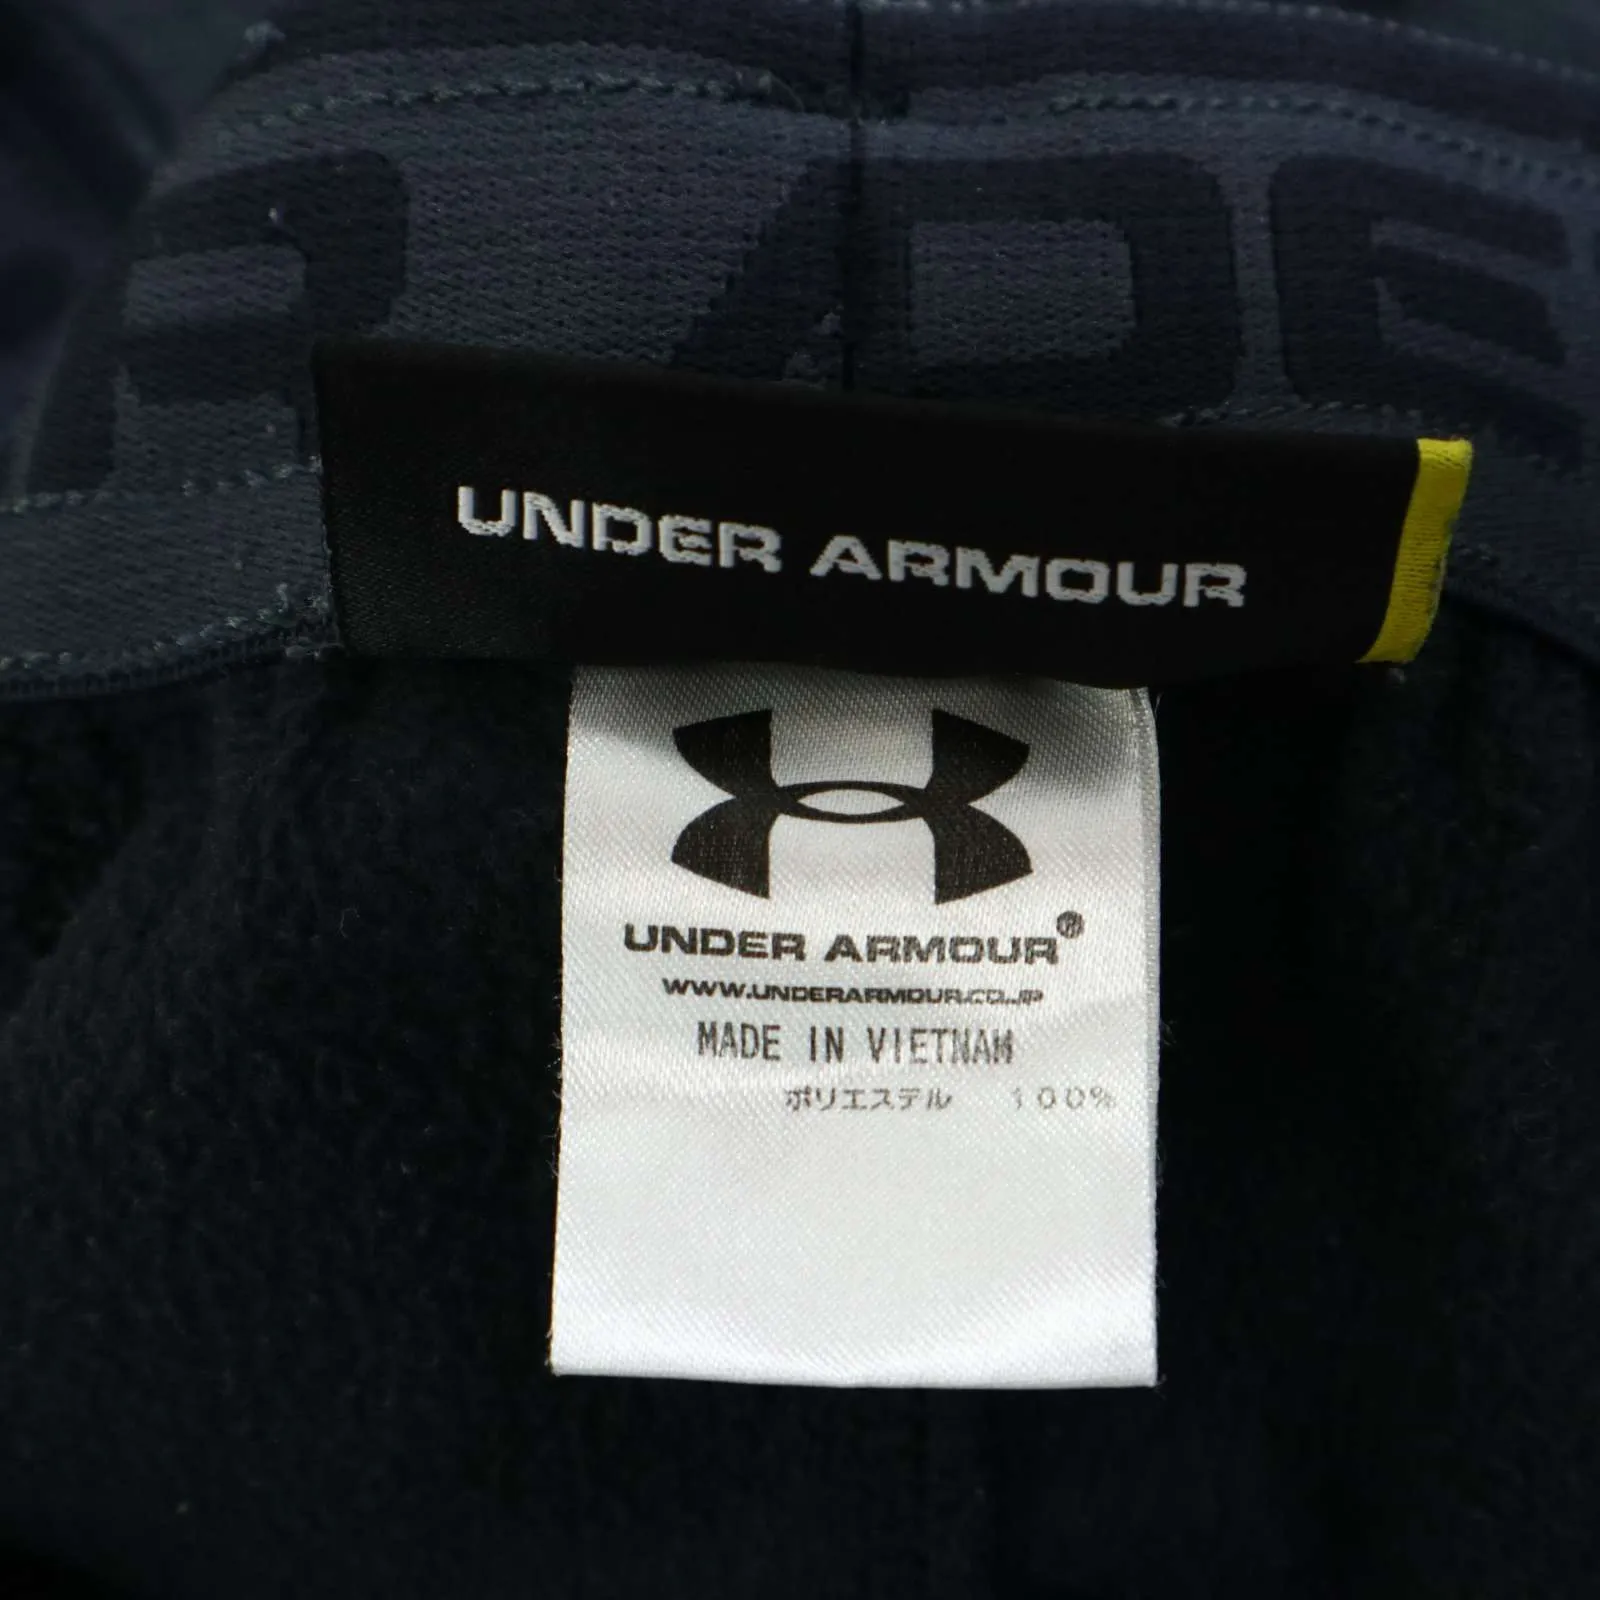 UNDER ARMOUR
UNDER ARMOUR®
WWW.UNDERARMOUR.CO.JP
MADE IN VIETNAM
ポリエステル 100%